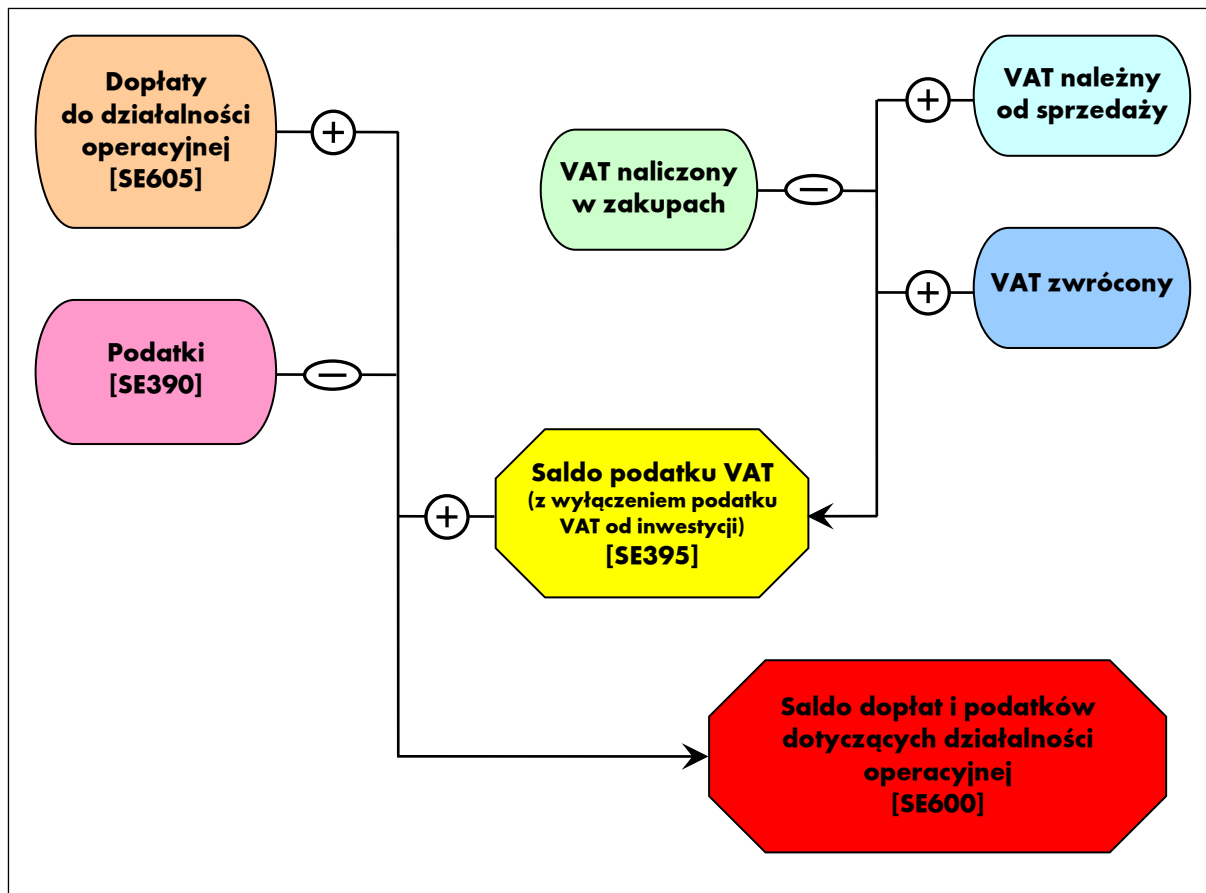 Dopłaty
do działalności
operacyjnej
[SE605]
+
VAT należny
od sprzedaży
+
VAT naliczony
w zakupach
−
VAT zwrócony
+
Podatki
[SE390]
−
Saldo podatku VAT
(z wyłączeniem podatku
VAT od inwestycji)
[SE395]
+
Saldo dopłat i podatków
dotyczących działalności
operacyjnej
[SE600]